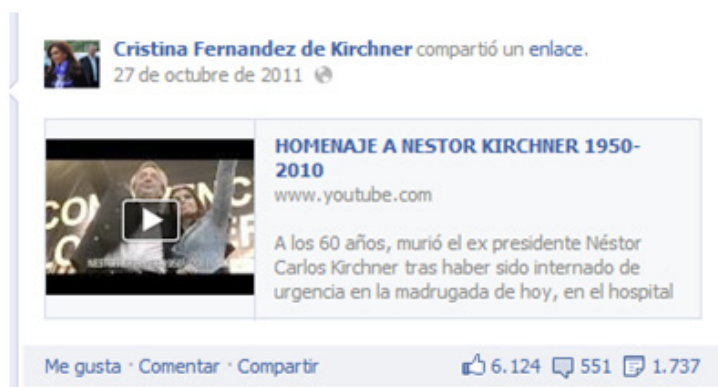 Cristina Fernandez de Kirchner compartió un enlace.
27 de octubre de 2011
HOMENAJE A NESTOR KIRCHNER 1950-
2010
www.youtube.com
A los 60 años, murió el ex presidente Néstor
Carlos Kirchner tras haber sido internado de
urgencia en la madrugada de hoy, en el hospital
Me gusta · Comentar · Compartir 6.124 551 1.737